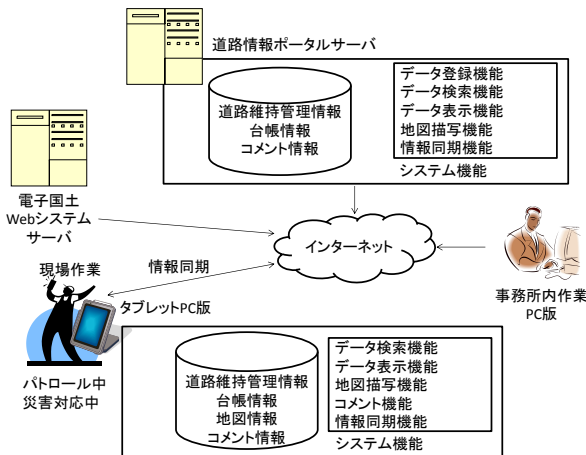 道路情報ポータルサーバ
道路維持管理情報
台帳情報
コメント情報
データ登録機能
データ検索機能
データ表示機能
地図描写機能
情報同期機能
システム機能
電子国土
Webシステム
サーバ
インターネット
事務所内作業
PC版
現場作業
情報同期
タブレットPC版
パトロール中
災害対応中
道路維持管理情報
台帳情報
地図情報
コメント情報
データ検索機能
データ表示機能
地図描写機能
コメント機能
情報同期機能
システム機能